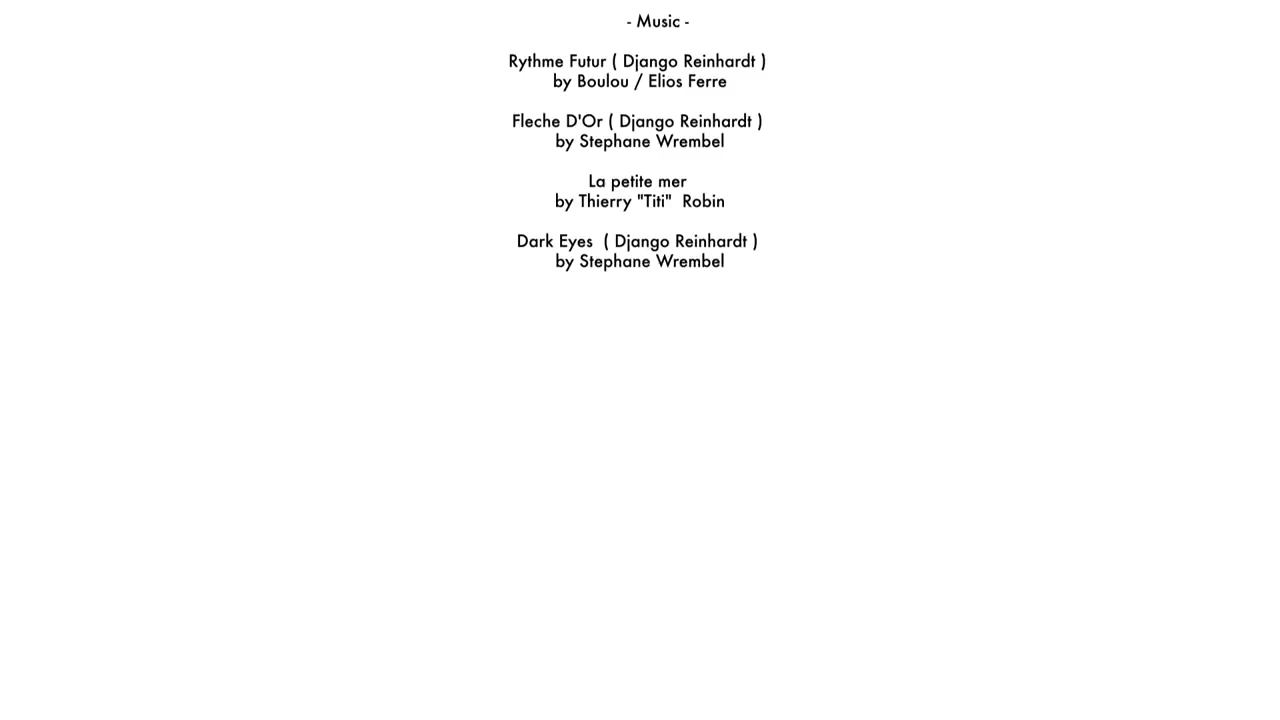 - Music -
Rythme Futur ( Django Reinhardt )
by Boulou / Elios Ferre
Fleche D'Or ( Django Reinhardt )
by Stephane Wrembel
La petite mer
by Thierry "Titi"  Robin
Dark Eyes  ( Django Reinhardt )
by Stephane Wrembel